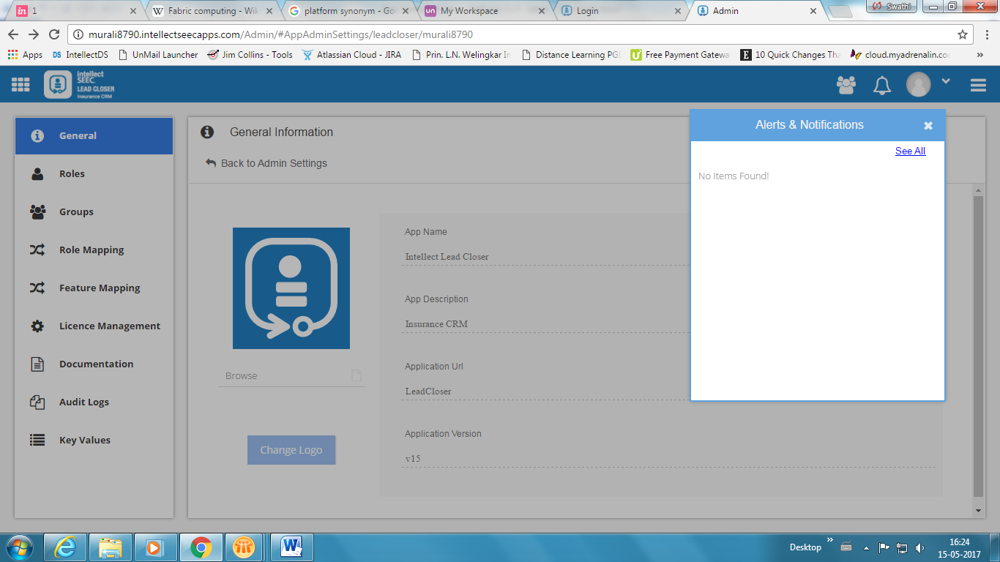 1
Fabric computing - Wik
platform synonym - Goo
un My Workspace
Login
Admin
Swathi
murali8790.intellectseecapps.com/Admin/#AppAdminSettings/leadcloser/murali8790
Apps
DS IntellectDS
UnMail Launcher
Jim Collins - Tools
Atlassian Cloud - JIRA
Prin. L.N. Welingkar In
Distance Learning PGD
Free Payment Gatewa
10 Quick Changes Tha
cloud.myadrenalin.co
intellect
SEEC.
LEAD CLOSER
Insurance CRM
General
Roles
Groups
Role Mapping
Feature Mapping
Licence Management
Documentation
Audit Logs
Key Values
General Information
Back to Admin Settings
Browse
Change Logo
App Name
Intellect Lead Closer
App Description
Insurance CRM
Application Url
LeadCloser
Application Version
v15
Alerts & Notifications
See All
No Items Found!
Desktop
16:24
15-05-2017